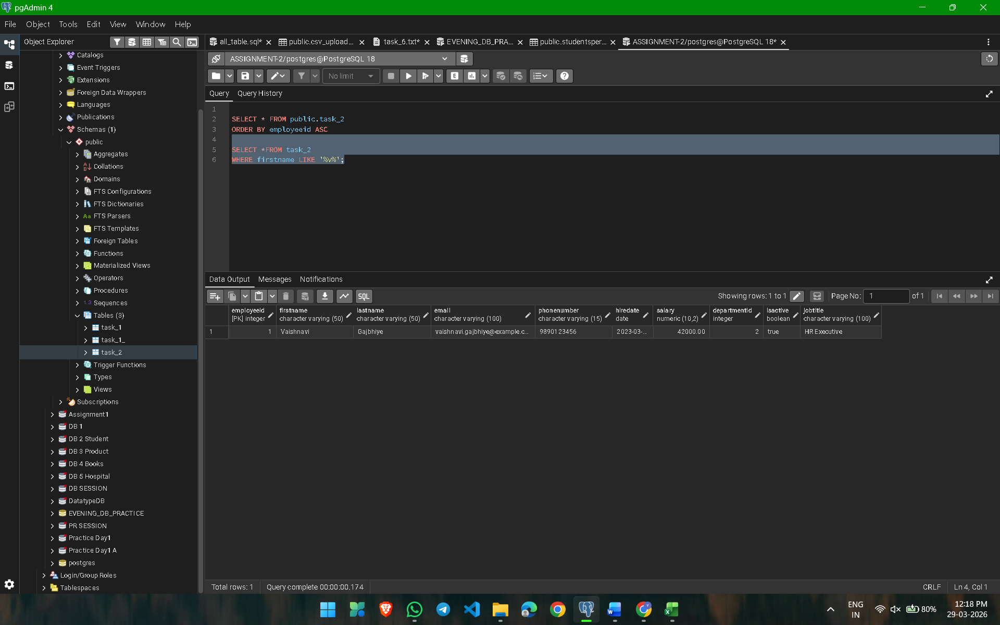 pgAdmin 4
File Object Tools Edit View Window Help
Object Explorer
all_table.sql*
public.csv_upload...
task_6.txt*
EVENING_DB_PRA...
public.studentsper...
ASSIGNMENT-2/postgres@PostgreSQL 18*
ASSIGNMENT-2/postgres@PostgreSQL 18
No limit
Query Query History
1
2 SELECT * FROM public.task_2
3 ORDER BY employeeid ASC
4
5 SELECT *FROM task_2
6 WHERE firstname LIKE '%v%';
Catalogs
Event Triggers
Extensions
Foreign Data Wrappers
Languages
Publications
Schemas (1)
public
Aggregates
Collations
Domains
FTS Configurations
FTS Dictionaries
Aa FTS Parsers
FTS Templates
Foreign Tables
Functions
Materialized Views
Operators
Procedures
1.3 Sequences
Tables (3)
task_1
task_1_
task_2
Trigger Functions
Types
Views
Subscriptions
Assignment1
DB 1
DB 2 Student
DB 3 Product
DB 4 Books
DB 5 Hospital
DB SESSION
DatatypeDB
EVENING_DB_PRACTICE
PR SESSION
Practice Day1
Practice Day1 A
postgres
Login/Group Roles
Tablespaces
Data Output Messages Notifications
SQL
Showing rows: 1 to 1
Page No: 1 of 1
employeeid firstname lastname email phonenumber hiredate salary departmentid isactive jobtitle
[PK] integer character varying (50) character varying (50) character varying (100) character varying (15) date numeric (10,2) integer boolean character varying (100)
1 1 Vaishnavi Gajbhiye vaishnavi.gajbhiye@example.c... 9890123456 2023-03-... 42000.00 2 true HR Executive
Total rows: 1 Query complete 00:00:00.174
CRLF Ln 4, Col 1
ENG
IN
80%
12:18 PM
29-03-2026